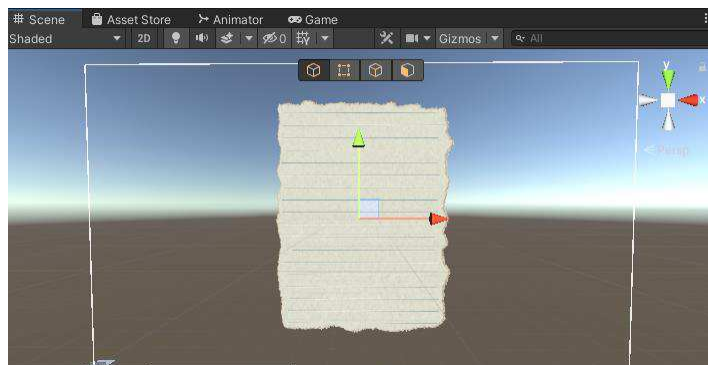 Scene Asset Store Animator Game
Shaded 2D 0 Gizmos All
y
x
Persp